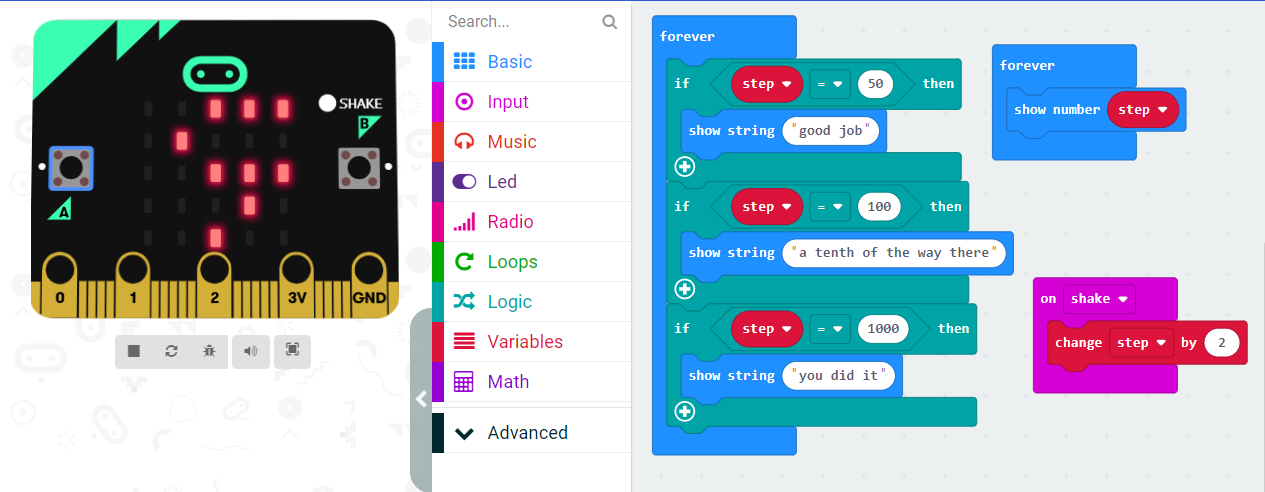 SHAKE
B
A
0 1 2 3V GND
Search...
Basic
Input
Music
Led
Radio
Loops
Logic
Variables
Math
Advanced
forever
if step = 50 then
show string "good job"
if step = 100 then
show string "a tenth of the way there"
if step = 1000 then
show string "you did it"
forever
show number step
on shake
change step by 2